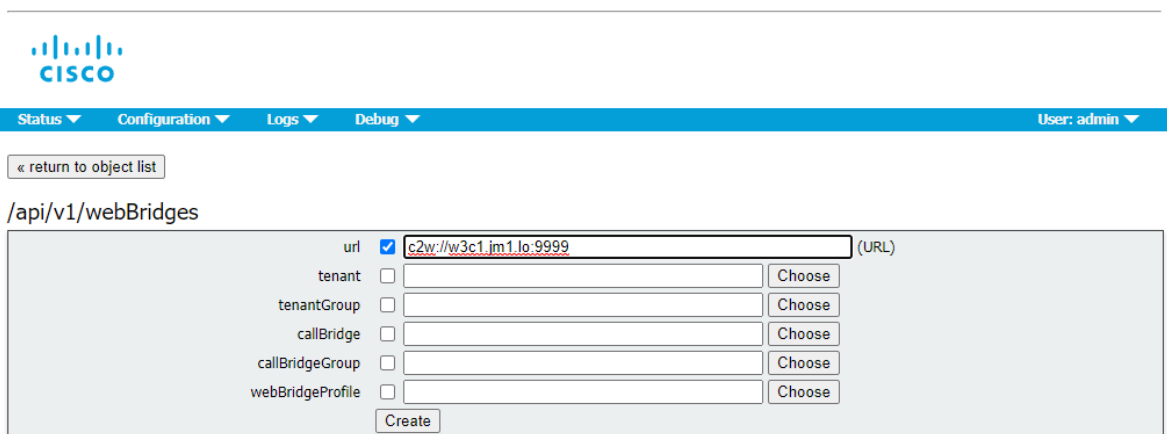 CISCO
Status Configuration Logs Debug User: admin
« return to object list
/api/v1/webBridges
url c2w://w3c1.jm1.lo:9999 (URL)
tenant Choose
tenantGroup Choose
callBridge Choose
callBridgeGroup Choose
webBridgeProfile Choose
Create